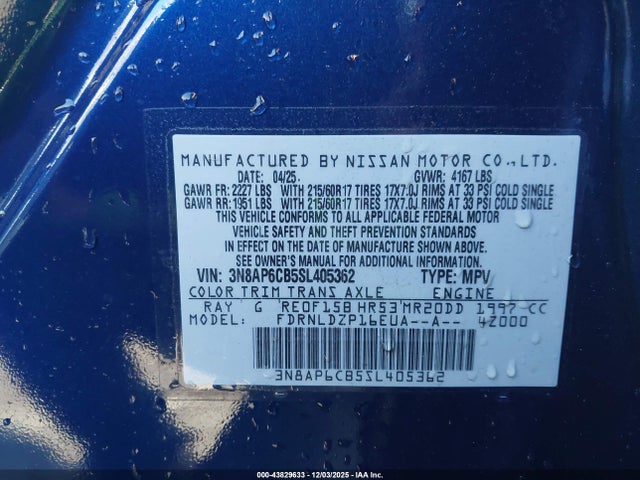 MANUFACTURED BY NISSAN MOTOR CO.,LTD.
DATE: 04/25 GVWR: 4167 LBS
GAWR FR: 2227 LBS WITH 215/60R17 TIRES 17X7.0J RIMS AT 33 PSI COLD SINGLE
GAWR RR: 1951 LBS WITH 215/60R17 TIRES 17X7.0J RIMS AT 33 PSI COLD SINGLE
THIS VEHICLE CONFORMS TO ALL APPLICABLE FEDERAL MOTOR
VEHICLE SAFETY AND THEFT PREVENTION STANDARDS
IN EFFECT ON THE DATE OF MANUFACTURE SHOWN ABOVE.
SEE OWNER'S MANUAL FOR ADDITIONAL INFORMATION.
VIN: 3N8AP6CB5SL405362 TYPE: MPV
COLOR TRIM TRANS AXLE ENGINE
RAY G RE0F15B HR53 MR20DD 1997-CC
MODEL: FDRNLDZP16EUA--A-- 4Z000
3N8AP6CB5SL405362
000-43829633 - 12/03/2025 - IAA Inc.